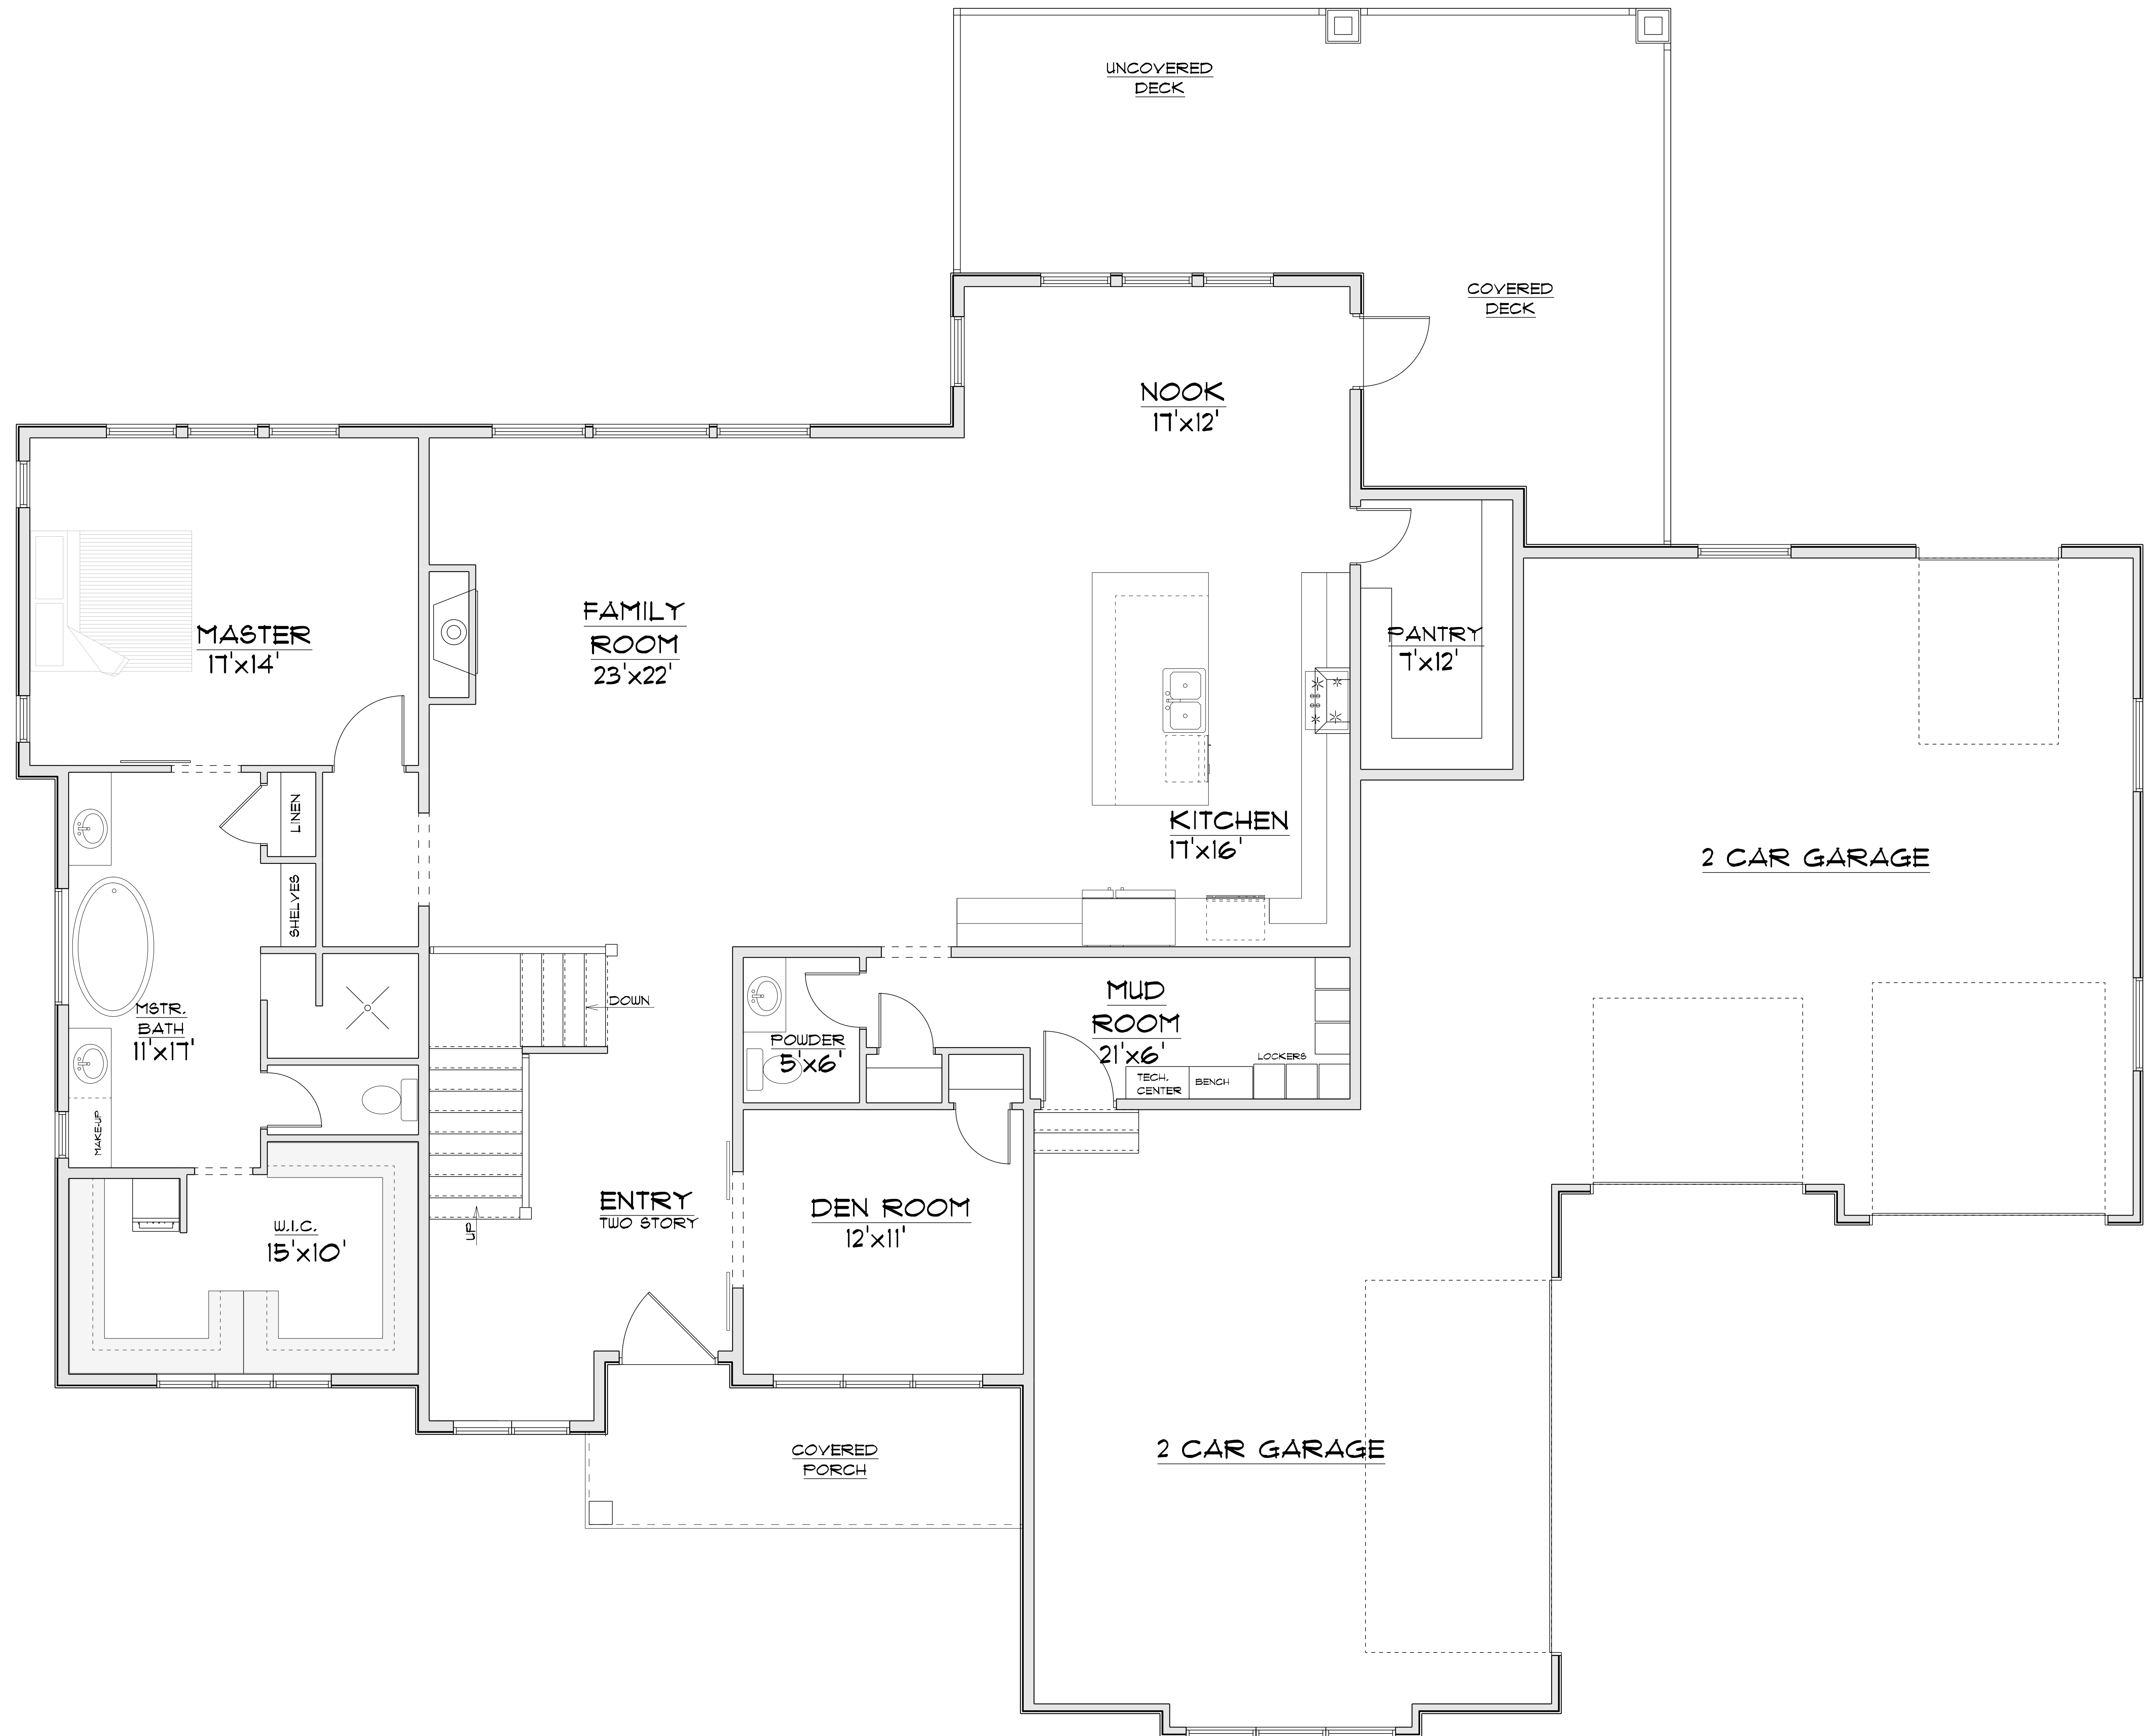 UNCOVERED
DECK
COVERED
DECK
NOOK
17'x12'
MASTER
17'x14'
FAMILY
ROOM
23'x22'
PANTRY
7'x12'
LINEN
SHELVES
KITCHEN
17'x16'
2 CAR GARAGE
MSTR.
BATH
11'x17'
MAKE-UP
DOWN
UP
POWDER
5'x6'
MUD
ROOM
21'x6'
LOCKERS
TECH.
CENTER
BENCH
W.I.C.
15'x10'
ENTRY
TWO STORY
DEN ROOM
12'x11'
COVERED
PORCH
2 CAR GARAGE